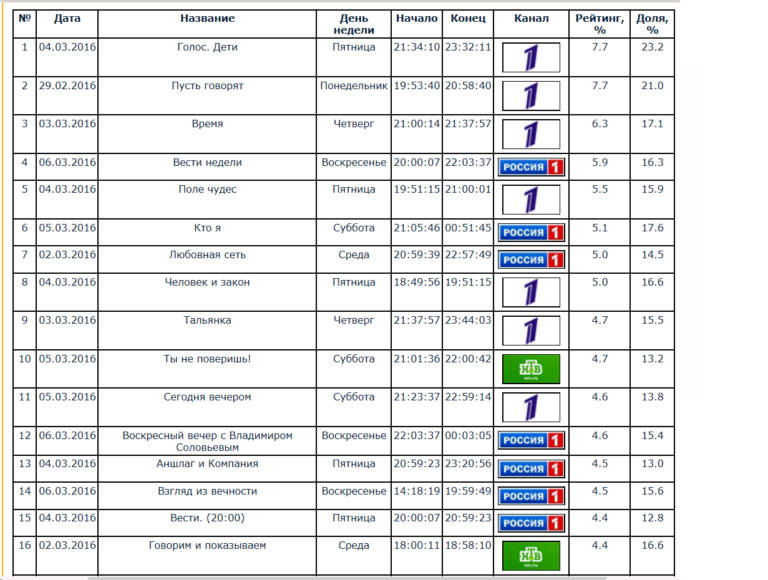 № Дата Название День недели Начало Конец Канал Рейтинг, % Доля, %
1 04.03.2016 Голос. Дети Пятница 21:34:10 23:32:11 1 7.7 23.2
2 29.02.2016 Пусть говорят Понедельник 19:53:40 20:58:40 1 7.7 21.0
3 03.03.2016 Время Четверг 21:00:14 21:37:57 1 6.3 17.1
4 06.03.2016 Вести недели Воскресенье 20:00:07 22:03:37 РОССИЯ 1 5.9 16.3
5 04.03.2016 Поле чудес Пятница 19:51:15 21:00:01 1 5.5 15.9
6 05.03.2016 Кто я Суббота 21:05:46 00:51:45 РОССИЯ 1 5.1 17.6
7 02.03.2016 Любовная сеть Среда 20:59:39 22:57:49 РОССИЯ 1 5.0 14.5
8 04.03.2016 Человек и закон Пятница 18:49:56 19:51:15 1 5.0 16.6
9 03.03.2016 Тальянка Четверг 21:37:57 23:44:03 1 4.7 15.5
10 05.03.2016 Ты не поверишь! Суббота 21:01:36 22:00:42 НТВ 4.7 13.2
11 05.03.2016 Сегодня вечером Суббота 21:23:37 22:59:14 1 4.6 13.8
12 06.03.2016 Воскресный вечер с Владимиром Соловьевым Воскресенье 22:03:37 00:03:05 РОССИЯ 1 4.6 15.4
13 04.03.2016 Аншлаг и Компания Пятница 20:59:23 23:20:56 РОССИЯ 1 4.5 13.0
14 06.03.2016 Взгляд из вечности Воскресенье 14:18:19 19:59:49 РОССИЯ 1 4.5 15.6
15 04.03.2016 Вести. (20:00) Пятница 20:00:07 20:59:23 РОССИЯ 1 4.4 12.8
16 02.03.2016 Говорим и показываем Среда 18:00:11 18:58:10 НТВ 4.4 16.6